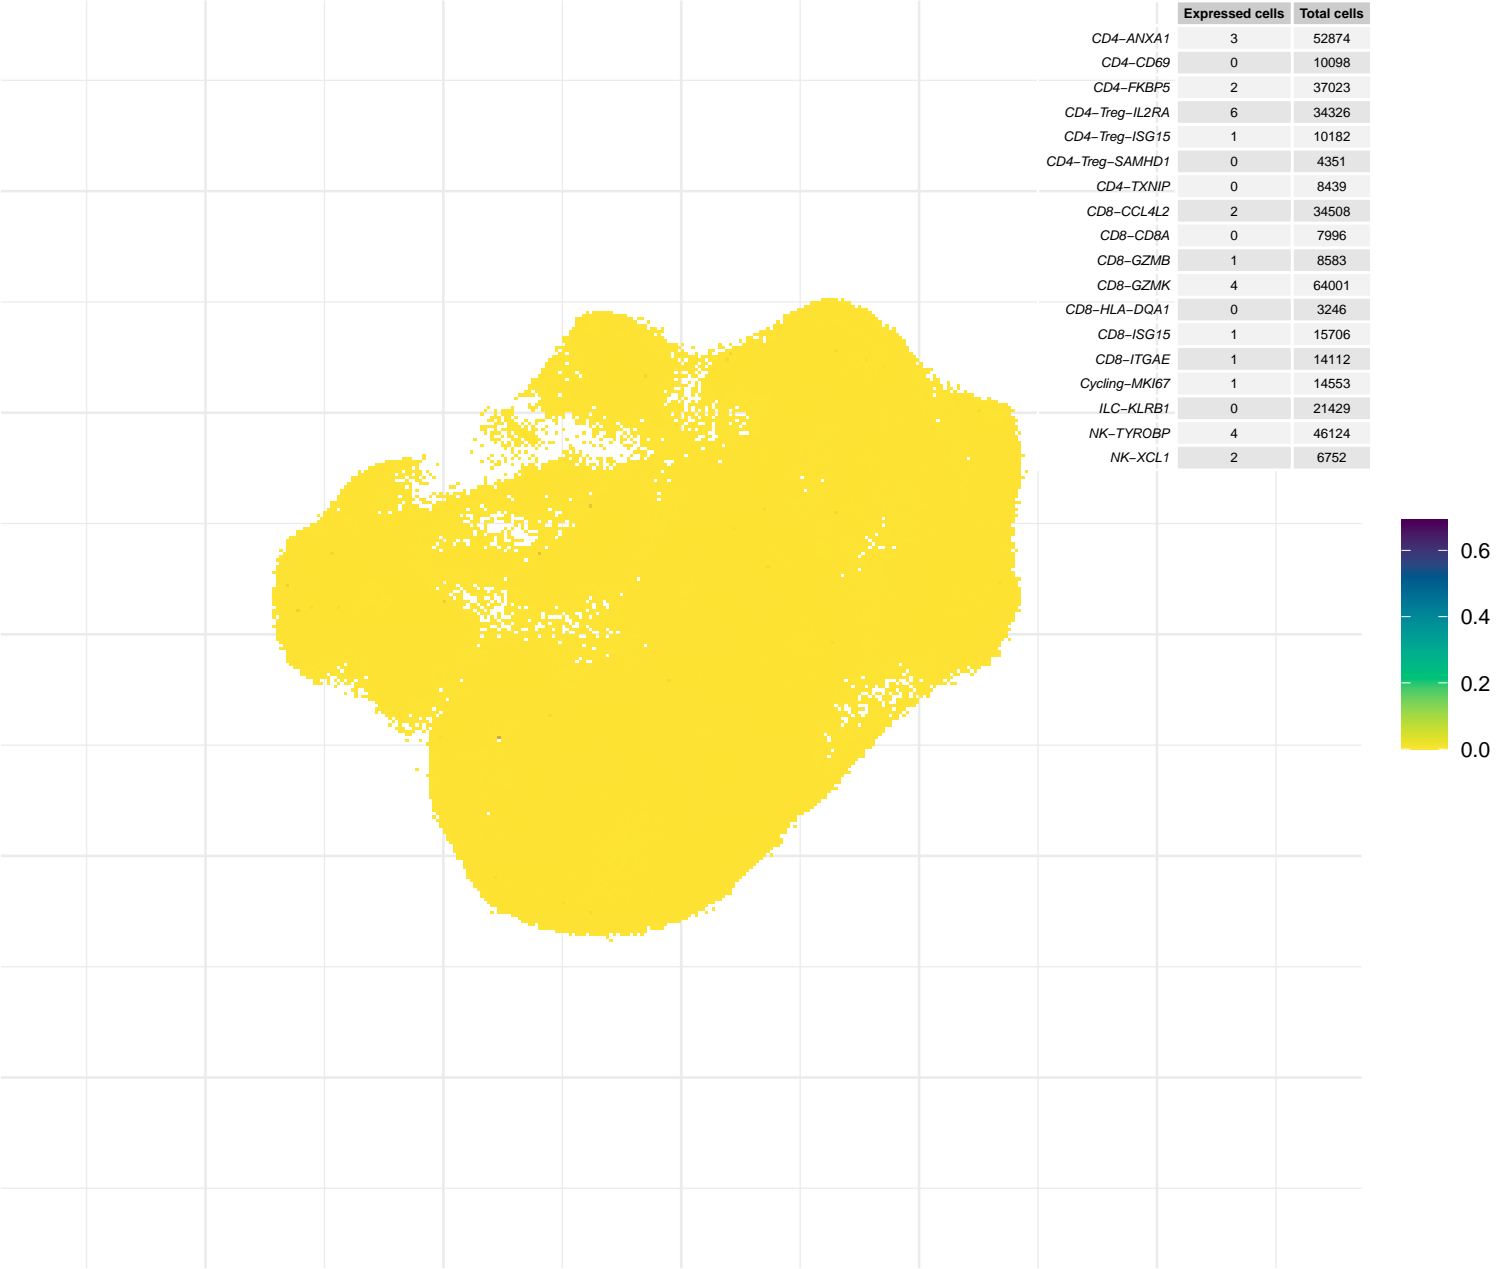 Expressed cells Total cells
CD4−ANXA1 3 52874
CD4−CD69 0 10098
CD4−FKBP5 2 37023
CD4−Treg−IL2RA 6 34326
CD4−Treg−ISG15 1 10182
CD4−Treg−SAMHD1 0 4351
CD4−TXNIP 0 8439
CD8−CCL4L2 2 34508
CD8−CD8A 0 7996
CD8−GZMB 1 8583
CD8−GZMK 4 64001
CD8−HLA−DQA1 0 3246
CD8−ISG15 1 15706
CD8−ITGAE 1 14112
Cycling−MKI67 1 14553
ILC−KLRB1 0 21429
NK−TYROBP 4 46124
NK−XCL1 2 6752
0.6
0.4
0.2
0.0